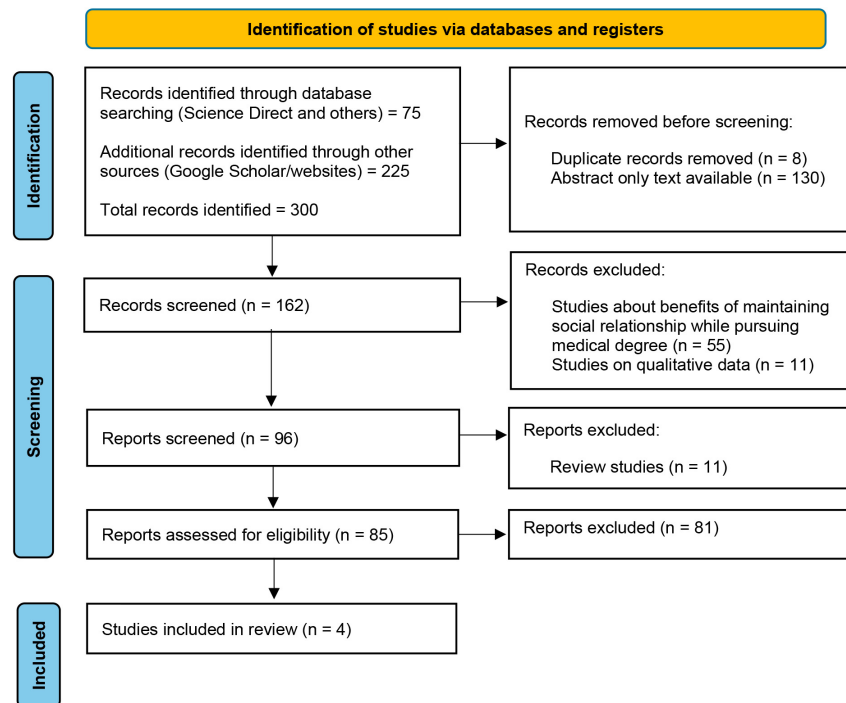 Identification of studies via databases and registers
Identification
Records identified through database
searching (Science Direct and others) = 75
Additional records identified through other
sources (Google Scholar/websites) = 225
Total records identified = 300
Records removed before screening:
Duplicate records removed (n = 8)
Abstract only text available (n = 130)
Screening
Records screened (n = 162)
Records excluded:
Studies about benefits of maintaining
social relationship while pursuing
medical degree (n = 55)
Studies on qualitative data (n = 11)
Reports screened (n = 96)
Reports excluded:
Review studies (n = 11)
Reports assessed for eligibility (n = 85)
Reports excluded (n = 81)
Included
Studies included in review (n = 4)